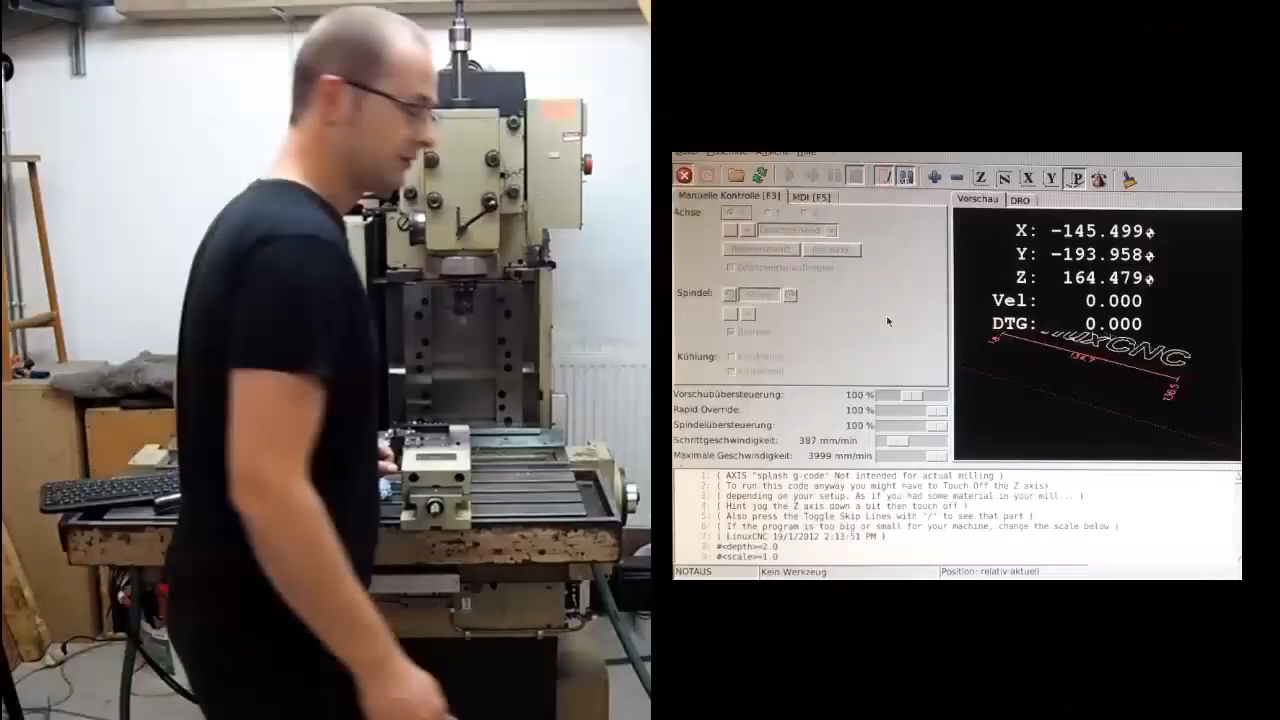 Manuelle Kontrolle [F3]
MDI [F5]
Vorschau
DRO
Achse:
X: -145.499
Y: -193.958
Z: 164.479
Vel: 0.000
DTG: 0.000
Spindel:
Kühlung:
Vorschubübersteuerung: 100 %
Rapid Override: 100 %
Spindelübersteuerung: 100 %
Schrittgeschwindigkeit: 387 mm/min
Maximale Geschwindigkeit: 3999 mm/min
1: ( AXIS "splash g-code" Not intended for actual milling )
2: ( To run this code anyway you might have to Touch Off the Z axis)
3: ( depending on your setup. As if you had some material in your mill... )
4: ( Hint jog the Z axis down a bit then touch off )
5: ( Also press the Toggle Skip Lines with "/" to see that part )
6: ( If the program is too big or small for your machine, change the scale below )
7: ( LinuxCNC 19/1/2012 2:13:51 PM )
8: #<depth>=2.0
9: #<scale>=1.0
NOTAUS
Kein Werkzeug
Position: relativ aktuell